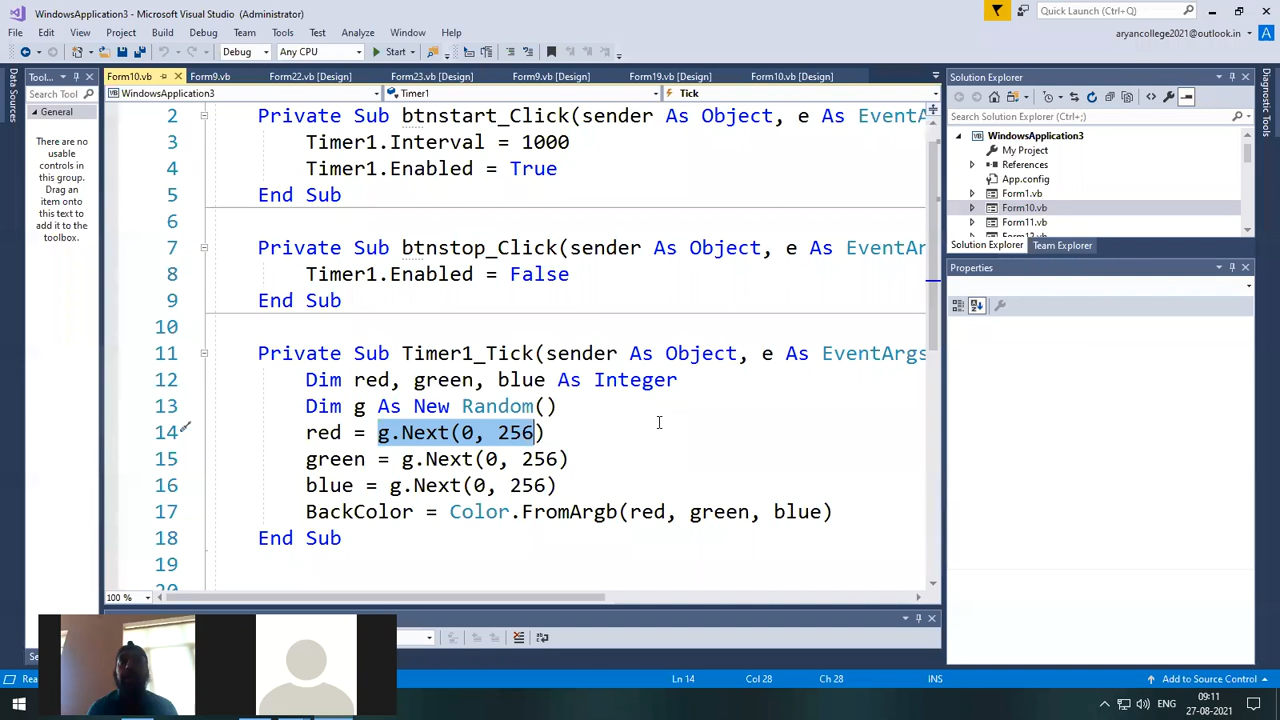 WindowsApplication3 - Microsoft Visual Studio (Administrator)
Quick Launch (Ctrl+Q)
File Edit View Project Build Debug Team Tools Test Analyze Window Help
aryancollege2021@outlook.in A
Debug Any CPU Start
Data Sources
Tool...
Search Tool
General
There are no
usable
controls in
this group.
Drag an
item onto
this text to
add it to the
toolbox.
Form10.vb Form9.vb Form22.vb [Design] Form23.vb [Design] Form9.vb [Design] Form19.vb [Design] Form10.vb [Design]
WindowsApplication3 Timer1 Tick
2 Private Sub btnstart_Click(sender As Object, e As EventA
3 Timer1.Interval = 1000
4 Timer1.Enabled = True
5 End Sub
6
7 Private Sub btnstop_Click(sender As Object, e As EventAr
8 Timer1.Enabled = False
9 End Sub
10
11 Private Sub Timer1_Tick(sender As Object, e As EventArgs
12 Dim red, green, blue As Integer
13 Dim g As New Random()
14 red = g.Next(0, 256)
15 green = g.Next(0, 256)
16 blue = g.Next(0, 256)
17 BackColor = Color.FromArgb(red, green, blue)
18 End Sub
19
100 %
Solution Explorer
Search Solution Explorer (Ctrl+;)
WindowsApplication3
My Project
References
App.config
Form1.vb
Form10.vb
Form11.vb
Solution Explorer Team Explorer
Properties
Diagnostic Tools
Ln 14 Col 28 Ch 28 INS Add to Source Control
ENG
09:11
27-08-2021